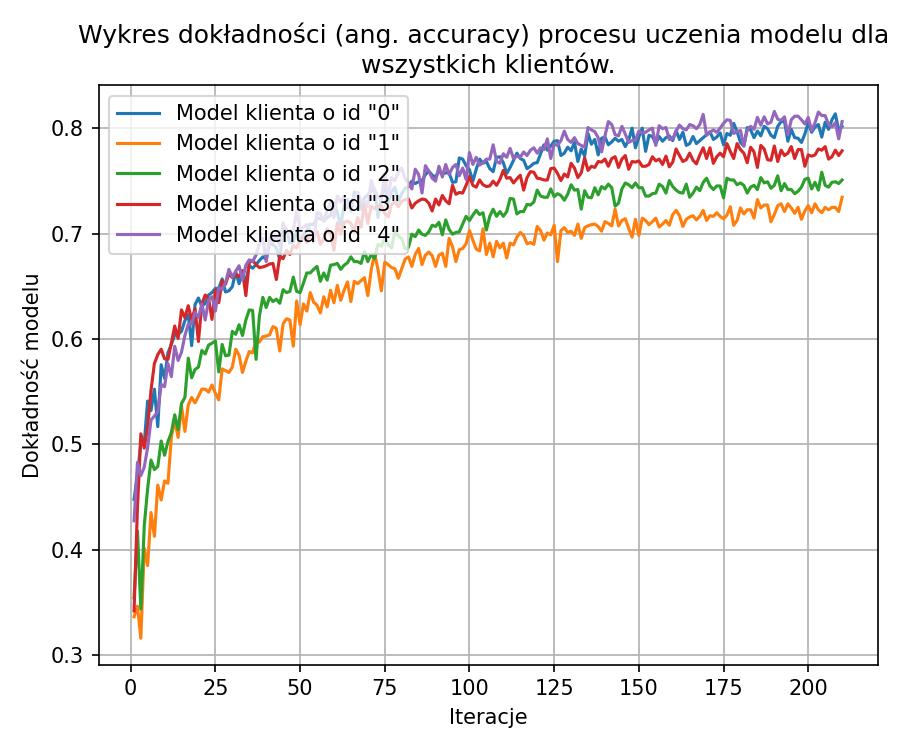 Wykres dokładności (ang. accuracy) procesu uczenia modelu dla
wszystkich klientów.
Model klienta o id "0"
Model klienta o id "1"
Model klienta o id "2"
Model klienta o id "3"
Model klienta o id "4"
Dokładność modelu
0.8
0.7
0.6
0.5
0.4
0.3
0 25 50 75 100 125 150 175 200
Iteracje